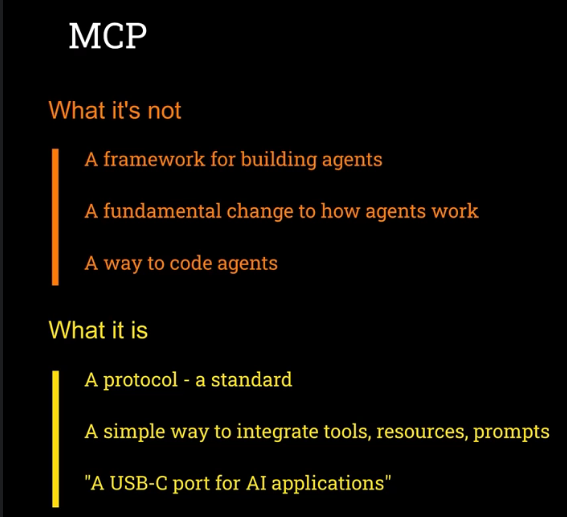 MCP
What it's not
A framework for building agents
A fundamental change to how agents work
A way to code agents
What it is
A protocol - a standard
A simple way to integrate tools, resources, prompts
"A USB-C port for AI applications"